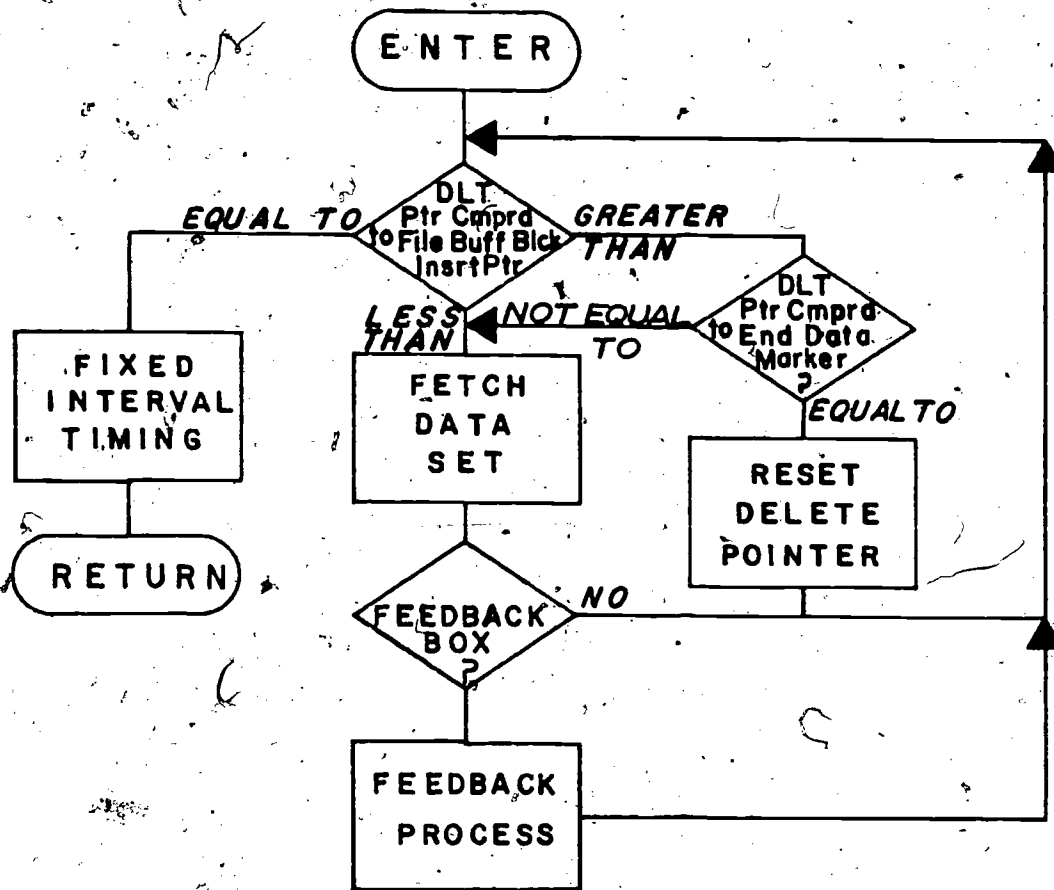 ENTER
DLT
Ptr Cmprd
to File Buff Blck
Insrt Ptr
EQUAL TO
GREATER
THAN
LESS
THAN
DLT
Ptr Cmprd
to End Data
Marker
?
NOT EQUAL
TO
EQUAL TO
FIXED
INTERVAL
TIMING
RETURN
FETCH
DATA
SET
RESET
DELETE
POINTER
FEEDBACK
BOX
?
NO
FEEDBACK
PROCESS